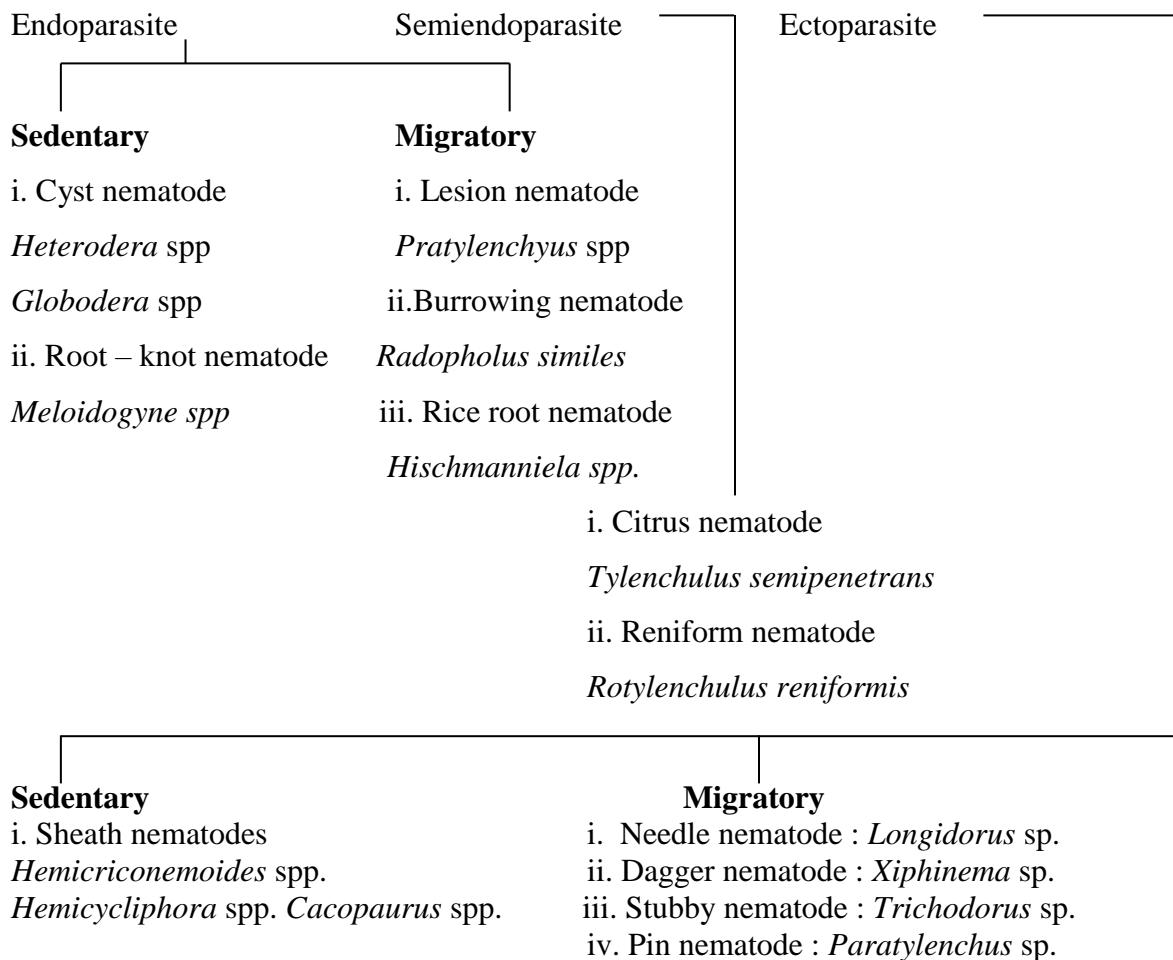 Endoparasite Semiendoparasite Ectoparasite
Sedentary Migratory
i. Cyst nematode i. Lesion nematode
Heterodera spp Pratylenchyus spp
Globodera spp ii.Burrowing nematode
ii. Root – knot nematode Radopholus similes
Meloidogyne spp iii. Rice root nematode
Hischmanniela spp.
i. Citrus nematode
Tylenchulus semipenetrans
ii. Reniform nematode
Rotylenchulus reniformis
Sedentary Migratory
i. Sheath nematodes i. Needle nematode : Longidorus sp.
Hemicriconemoides spp. ii. Dagger nematode : Xiphinema sp.
Hemicycliphora spp. Cacopaurus spp. iii. Stubby nematode : Trichodorus sp.
iv. Pin nematode : Paratylenchus sp.